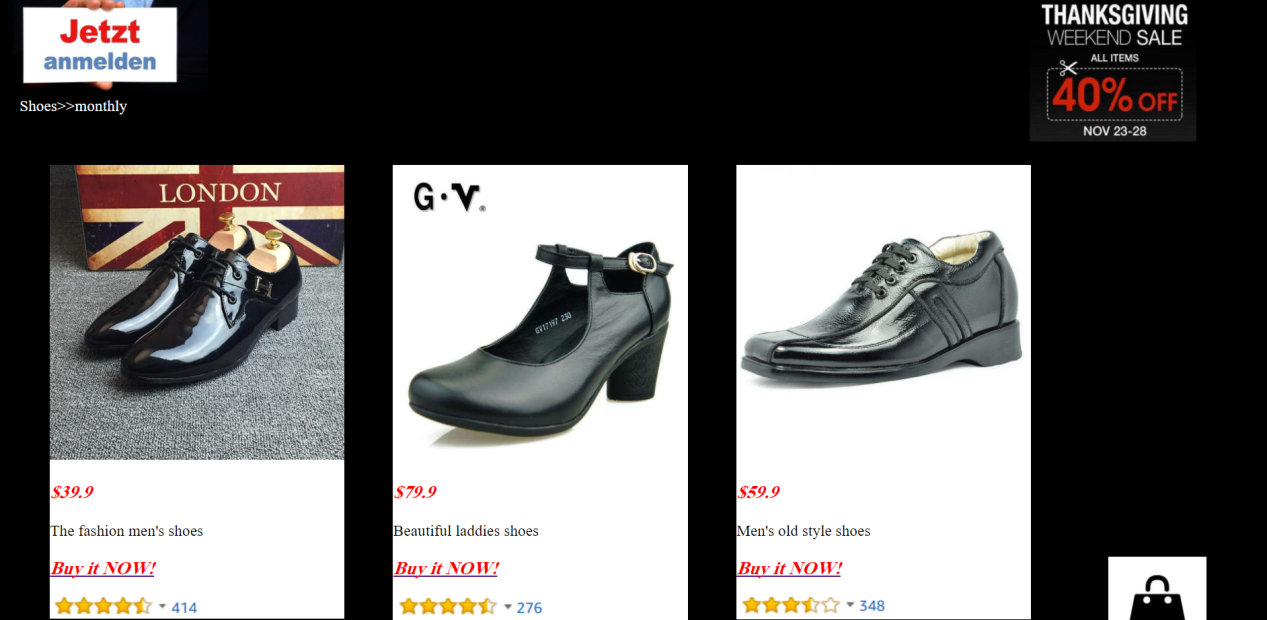 Jetzt
anmelden
THANKSGIVING
WEEKEND SALE
ALL ITEMS
40% OFF
NOV 23-28
Shoes>>monthly
LONDON
G·V®
GV17197 230
$39.9
$79.9
$59.9
The fashion men's shoes
Beautiful laddies shoes
Men's old style shoes
Buy it NOW!
Buy it NOW!
Buy it NOW!
414
276
348